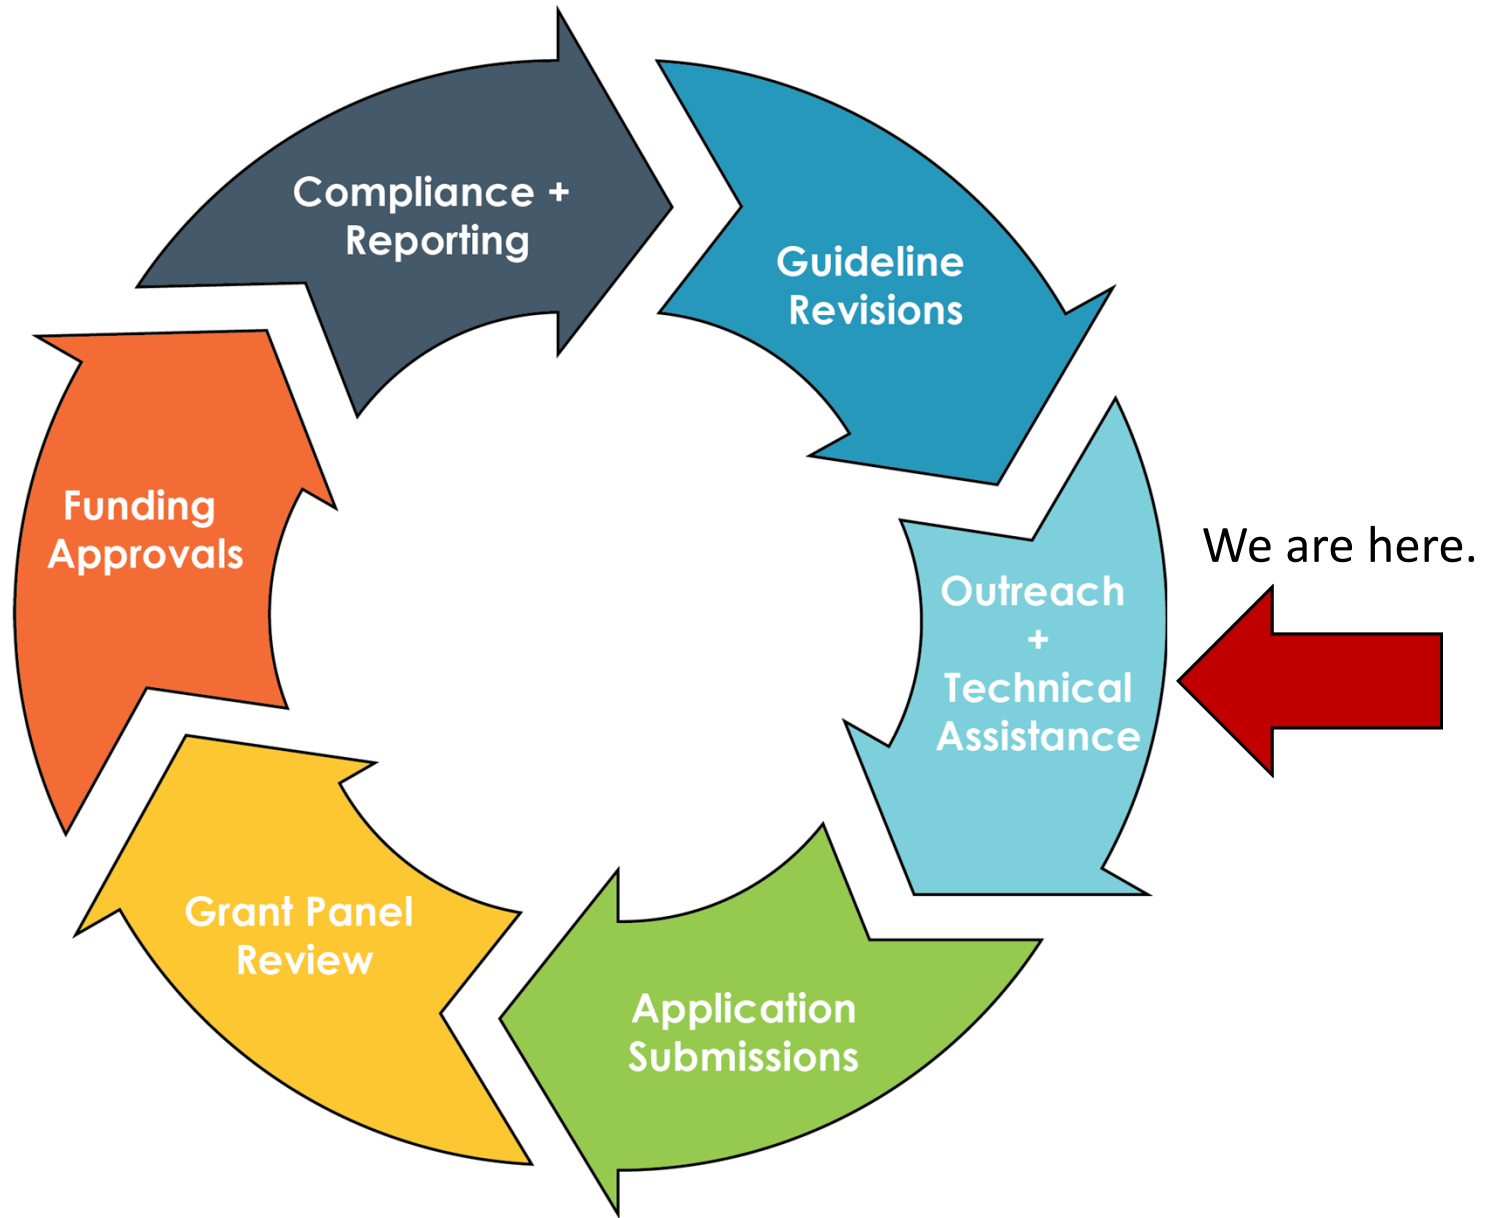 Compliance +
Reporting
Guideline
Revisions
Outreach
+
Technical
Assistance
We are here.
Application
Submissions
Grant Panel
Review
Funding
Approvals